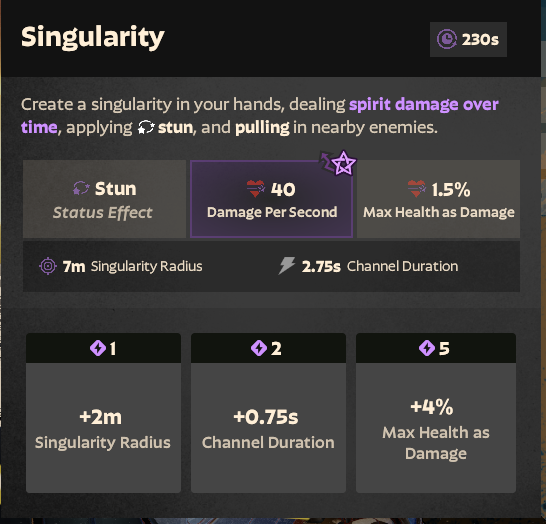 Singularity
230s
Create a singularity in your hands, dealing spirit damage over
time, applying stun, and pulling in nearby enemies.
Stun
Status Effect
40
Damage Per Second
1.5%
Max Health as Damage
7m Singularity Radius
2.75s Channel Duration
1
+2m
Singularity Radius
2
+0.75s
Channel Duration
5
+4%
Max Health as
Damage